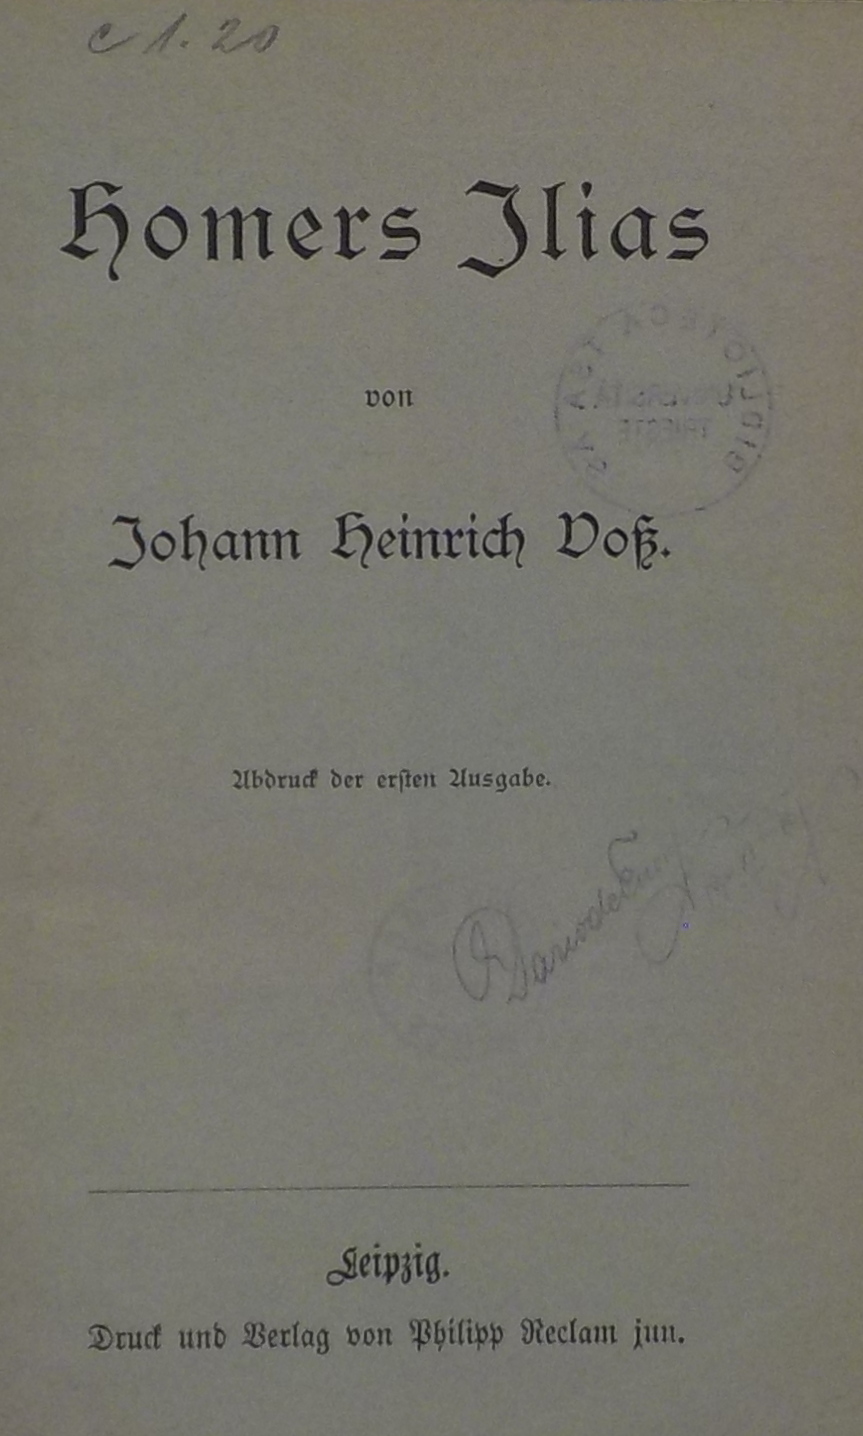 c 1. 20
Homers Ilias
von
Johann Heinrich Voß.
Abdruck der ersten Ausgabe.
Leipzig.
Druck und Verlag von Philipp Reclam jun.